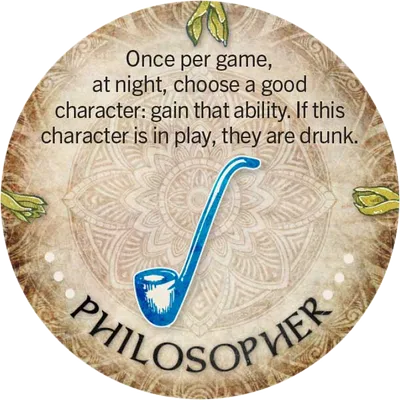 Once per game,
at night, choose a good
character: gain that ability. If this
character is in play, they are drunk.
PHILOSOPHER